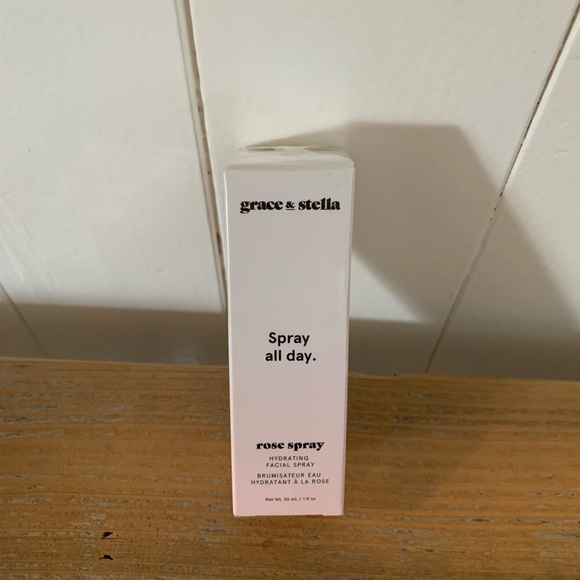 grace & stella
Spray
all day.
rose spray
HYDRATING
FACIAL SPRAY
BRUMISATEUR EAU
HYDRATANT À LA ROSE
Net Wt. 30 mL / 1 fl oz